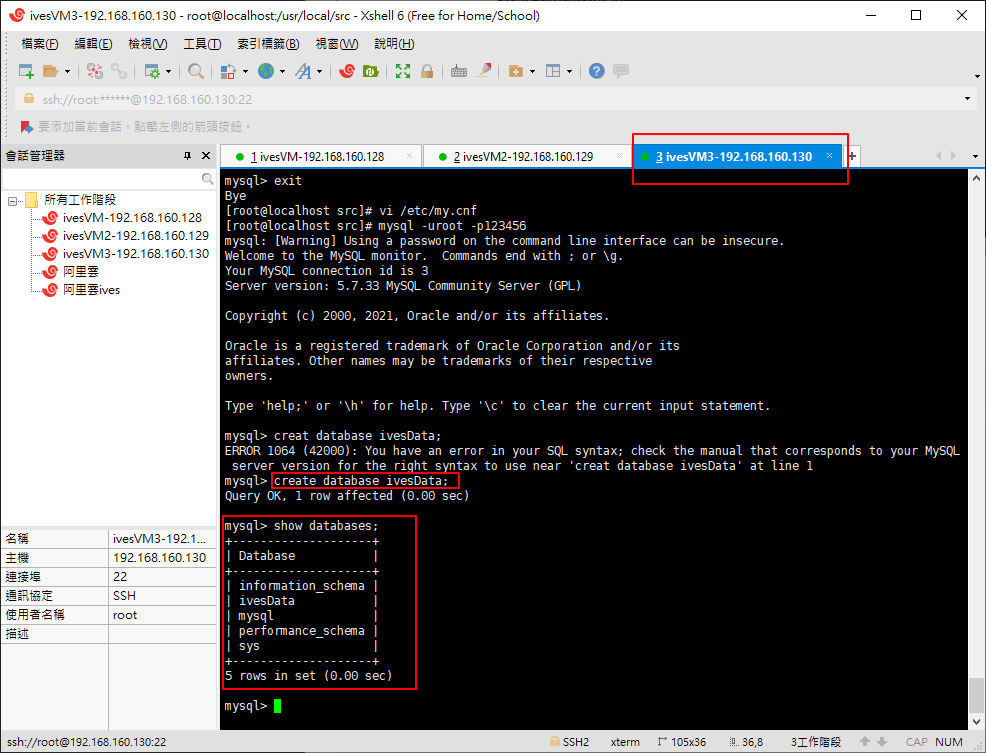 ivesVM3-192.168.160.130 - root@localhost:/usr/local/src - Xshell 6 (Free for Home/School)
檔案(F) 編輯(E) 檢視(V) 工具(T) 索引標籤(B) 視窗(W) 說明(H)
ssh://root:******@192.168.160.130:22
要添加當前會話，點擊左側的箭頭按鈕。
會話管理器
所有工作階段
ivesVM-192.168.160.128
ivesVM2-192.168.160.129
ivesVM3-192.168.160.130
阿里雲
阿里雲ives
名稱 ivesVM3-192.1...
主機 192.168.160.130
連接埠 22
通訊協定 SSH
使用者名稱 root
描述
1 ivesVM-192.168.160.128 2 ivesVM2-192.168.160.129 3 ivesVM3-192.168.160.130
mysql> exit
Bye
[root@localhost src]# vi /etc/my.cnf
[root@localhost src]# mysql -uroot -p123456
mysql: [Warning] Using a password on the command line interface can be insecure.
Welcome to the MySQL monitor.  Commands end with ; or \g.
Your MySQL connection id is 3
Server version: 5.7.33 MySQL Community Server (GPL)
Copyright (c) 2000, 2021, Oracle and/or its affiliates.
Oracle is a registered trademark of Oracle Corporation and/or its
affiliates. Other names may be trademarks of their respective
owners.
Type 'help;' or '\h' for help. Type '\c' to clear the current input statement.
mysql> creat database ivesData;
ERROR 1064 (42000): You have an error in your SQL syntax; check the manual that corresponds to your MySQL
server version for the right syntax to use near 'creat database ivesData' at line 1
mysql> create database ivesData;
Query OK, 1 row affected (0.00 sec)
mysql> show databases;
+--------------------+
| Database           |
+--------------------+
| information_schema |
| ivesData           |
| mysql              |
| performance_schema |
| sys                |
+--------------------+
5 rows in set (0.00 sec)
mysql>
ssh://root@192.168.160.130:22 SSH2 xterm 105x36 36,8 3工作階段 CAP NUM